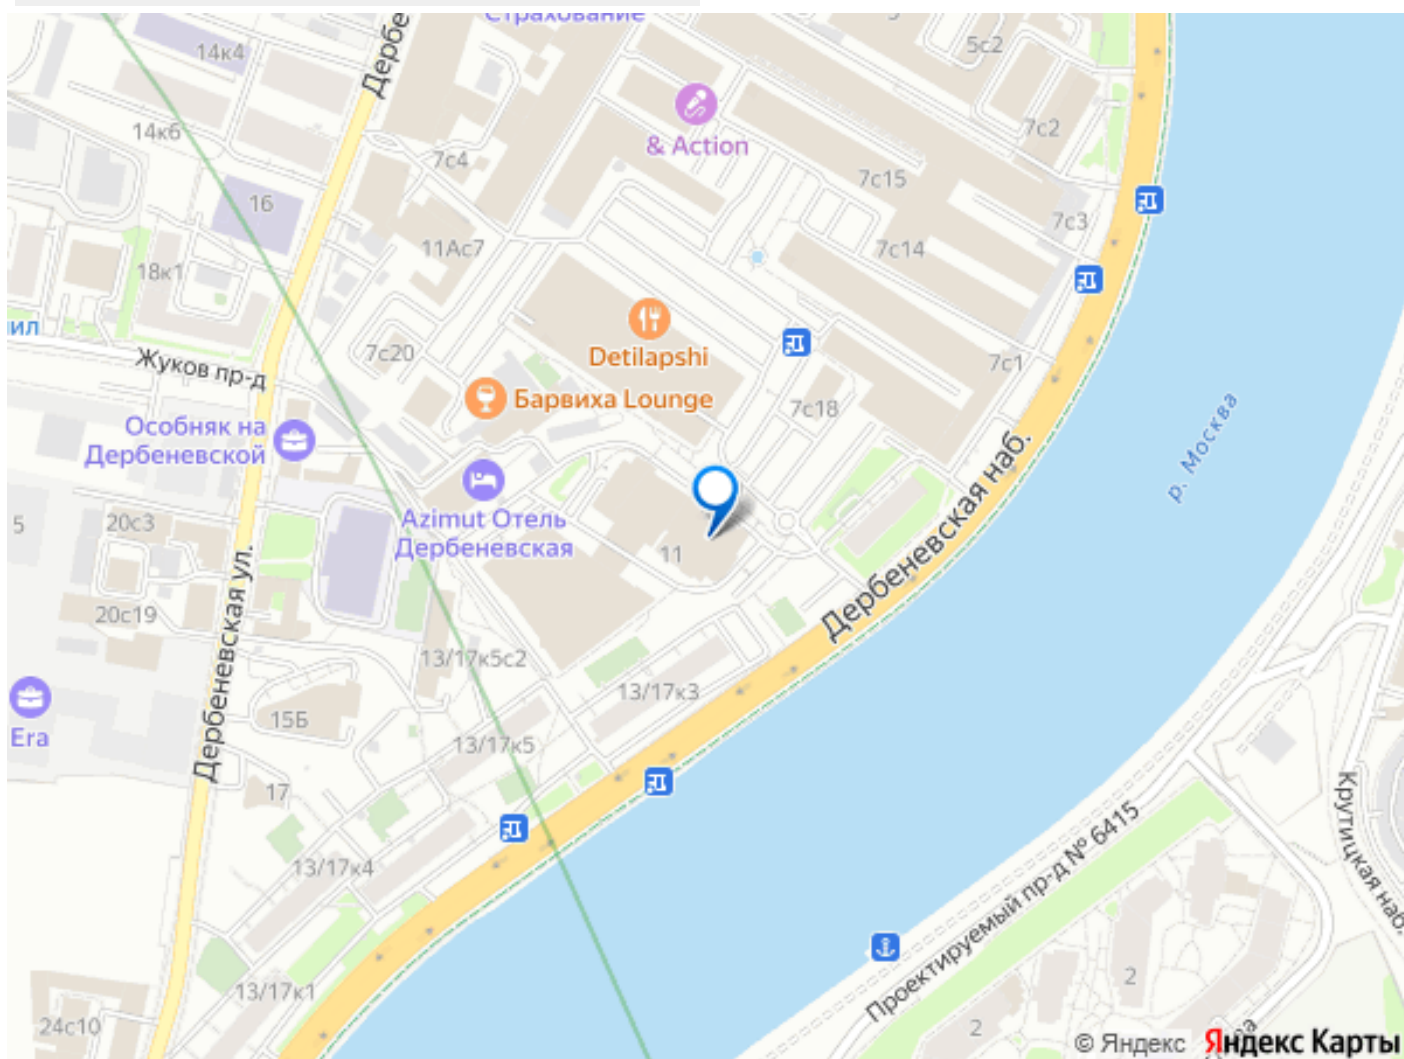 Страхование
14к4
Дербе
5с2
14к6
& Action
7с2
7с4
7с15
16
7с3
11Ас7
7с14
18к1
ил
Жуков пр-д
7с20
Detilapshi
7с1
Барвиха Lounge
7с18
Особняк на
Дербеневской
Дербеневская наб.
р. Москва
Azimut Отель
Дербеневская
5
20с3
11
Дербеневская ул.
20с19
13/17к5с2
13/17к3
Era
15Б
13/17к5
17
13/17к4
Проектируемый пр-д № 6415
Крутицкая наб.
13/17к1
2
24с10
2
© Яндекс
Яндекс Карты